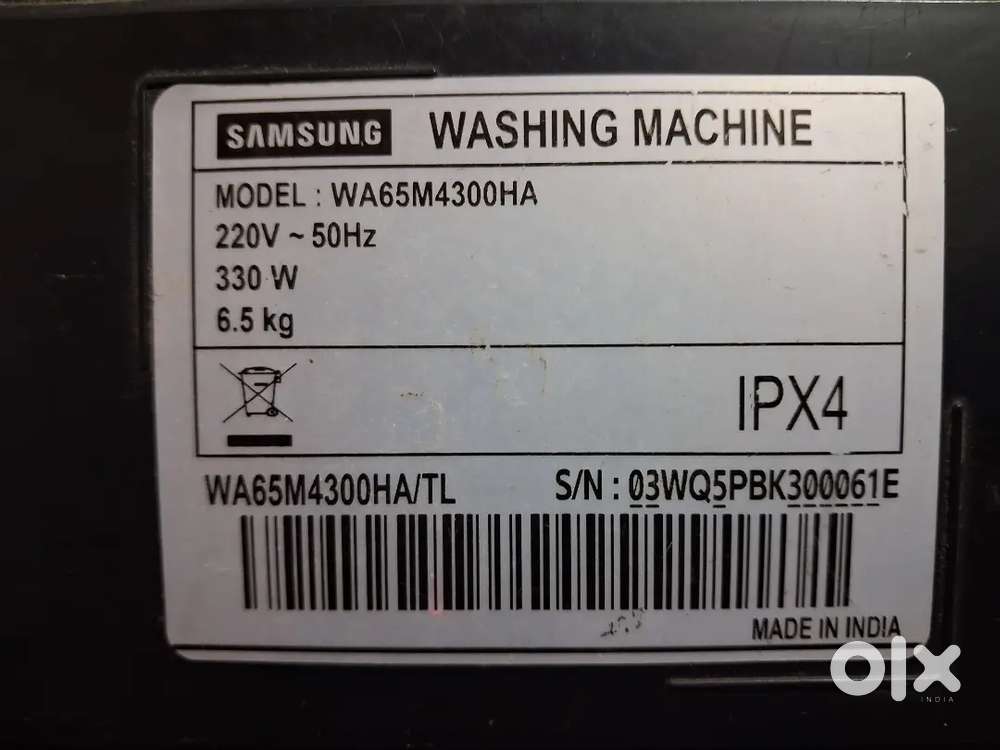 SAMSUNG WASHING MACHINE
MODEL : WA65M4300HA
220V ~ 50Hz
330 W
6.5 kg
IPX4
WA65M4300HA/TL S/N : 03WQ5PBK300061E
MADE IN INDIA
olx
INDIA